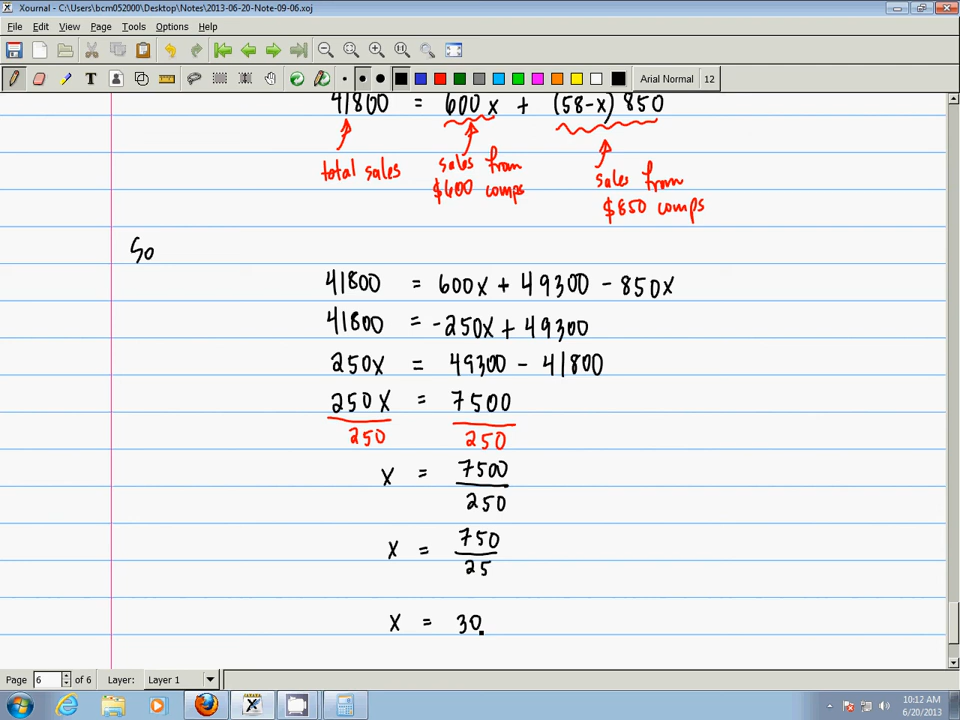 Xournal - C:\Users\bcm052000\Desktop\Notes\2013-06-20-Note-09-06.xoj
File Edit View Page Tools Options Help
T Arial Normal 12
41800 = 600x + (58-x) 850
total sales
sales from
$600 comps
sales from
$850 comps
So
41800 = 600x + 49300 - 850x
41800 = -250x + 49300
250x = 49300 - 41800
250x = 7500
250 250
x = 7500
250
x = 750
25
x = 30.
Page 6 of 6 Layer: Layer 1
10:12 AM
6/20/2013